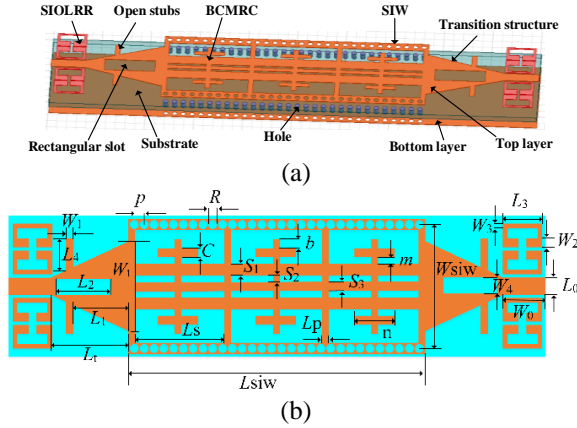 SIOLRR Open stubs BCMRC SIW Transition structure
Rectangular slot Substrate Hole Bottom layer Top layer
(a)
W1 p R L3
W3
L4 W1 C b S1 S2 S3 m Wsiw W4 W2
L2 L0
L1 Ls Lp n W0
Lt
Lsiw
(b)